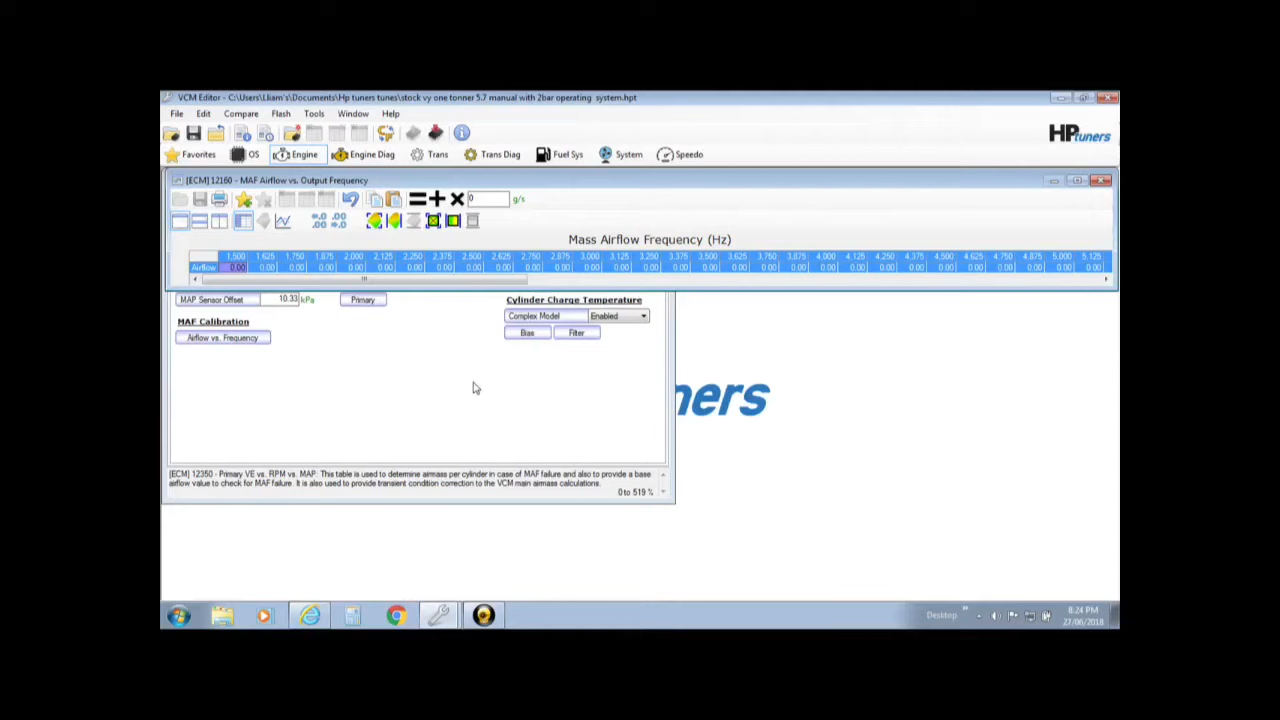 VCM Editor - C:\Users\Lliam's\Documents\Hp tuners tunes\stock vy one tonner 5.7 manual with 2bar operating system.hpt
File Edit Compare Flash Tools Window Help
HPtuners
Favorites OS Engine Engine Diag Trans Trans Diag Fuel Sys System Speedo
[ECM] 12160 - MAF Airflow vs. Output Frequency
0 g/s
Mass Airflow Frequency (Hz)
1,500 1,625 1,750 1,875 2,000 2,125 2,250 2,375 2,500 2,625 2,750 2,875 3,000 3,125 3,250 3,375 3,500 3,625 3,750 3,875 4,000 4,125 4,250 4,375 4,500 4,625 4,750 4,875 5,000 5,125
Airflow 0.00 0.00 0.00 0.00 0.00 0.00 0.00 0.00 0.00 0.00 0.00 0.00 0.00 0.00 0.00 0.00 0.00 0.00 0.00 0.00 0.00 0.00 0.00 0.00 0.00 0.00 0.00 0.00 0.00 0.00
MAP Sensor Offset 10.33 kPa Primary Cylinder Charge Temperature
Complex Model Enabled
MAF Calibration
Bias Filter
Airflow vs. Frequency
ners
[ECM] 12350 - Primary VE vs. RPM vs. MAP: This table is used to determine airmass per cylinder in case of MAF failure and also to provide a base
airflow value to check for MAF failure. It is also used to provide transient condition correction to the VCM main airmass calculations.
0 to 519 %
Desktop
8:24 PM
27/06/2018